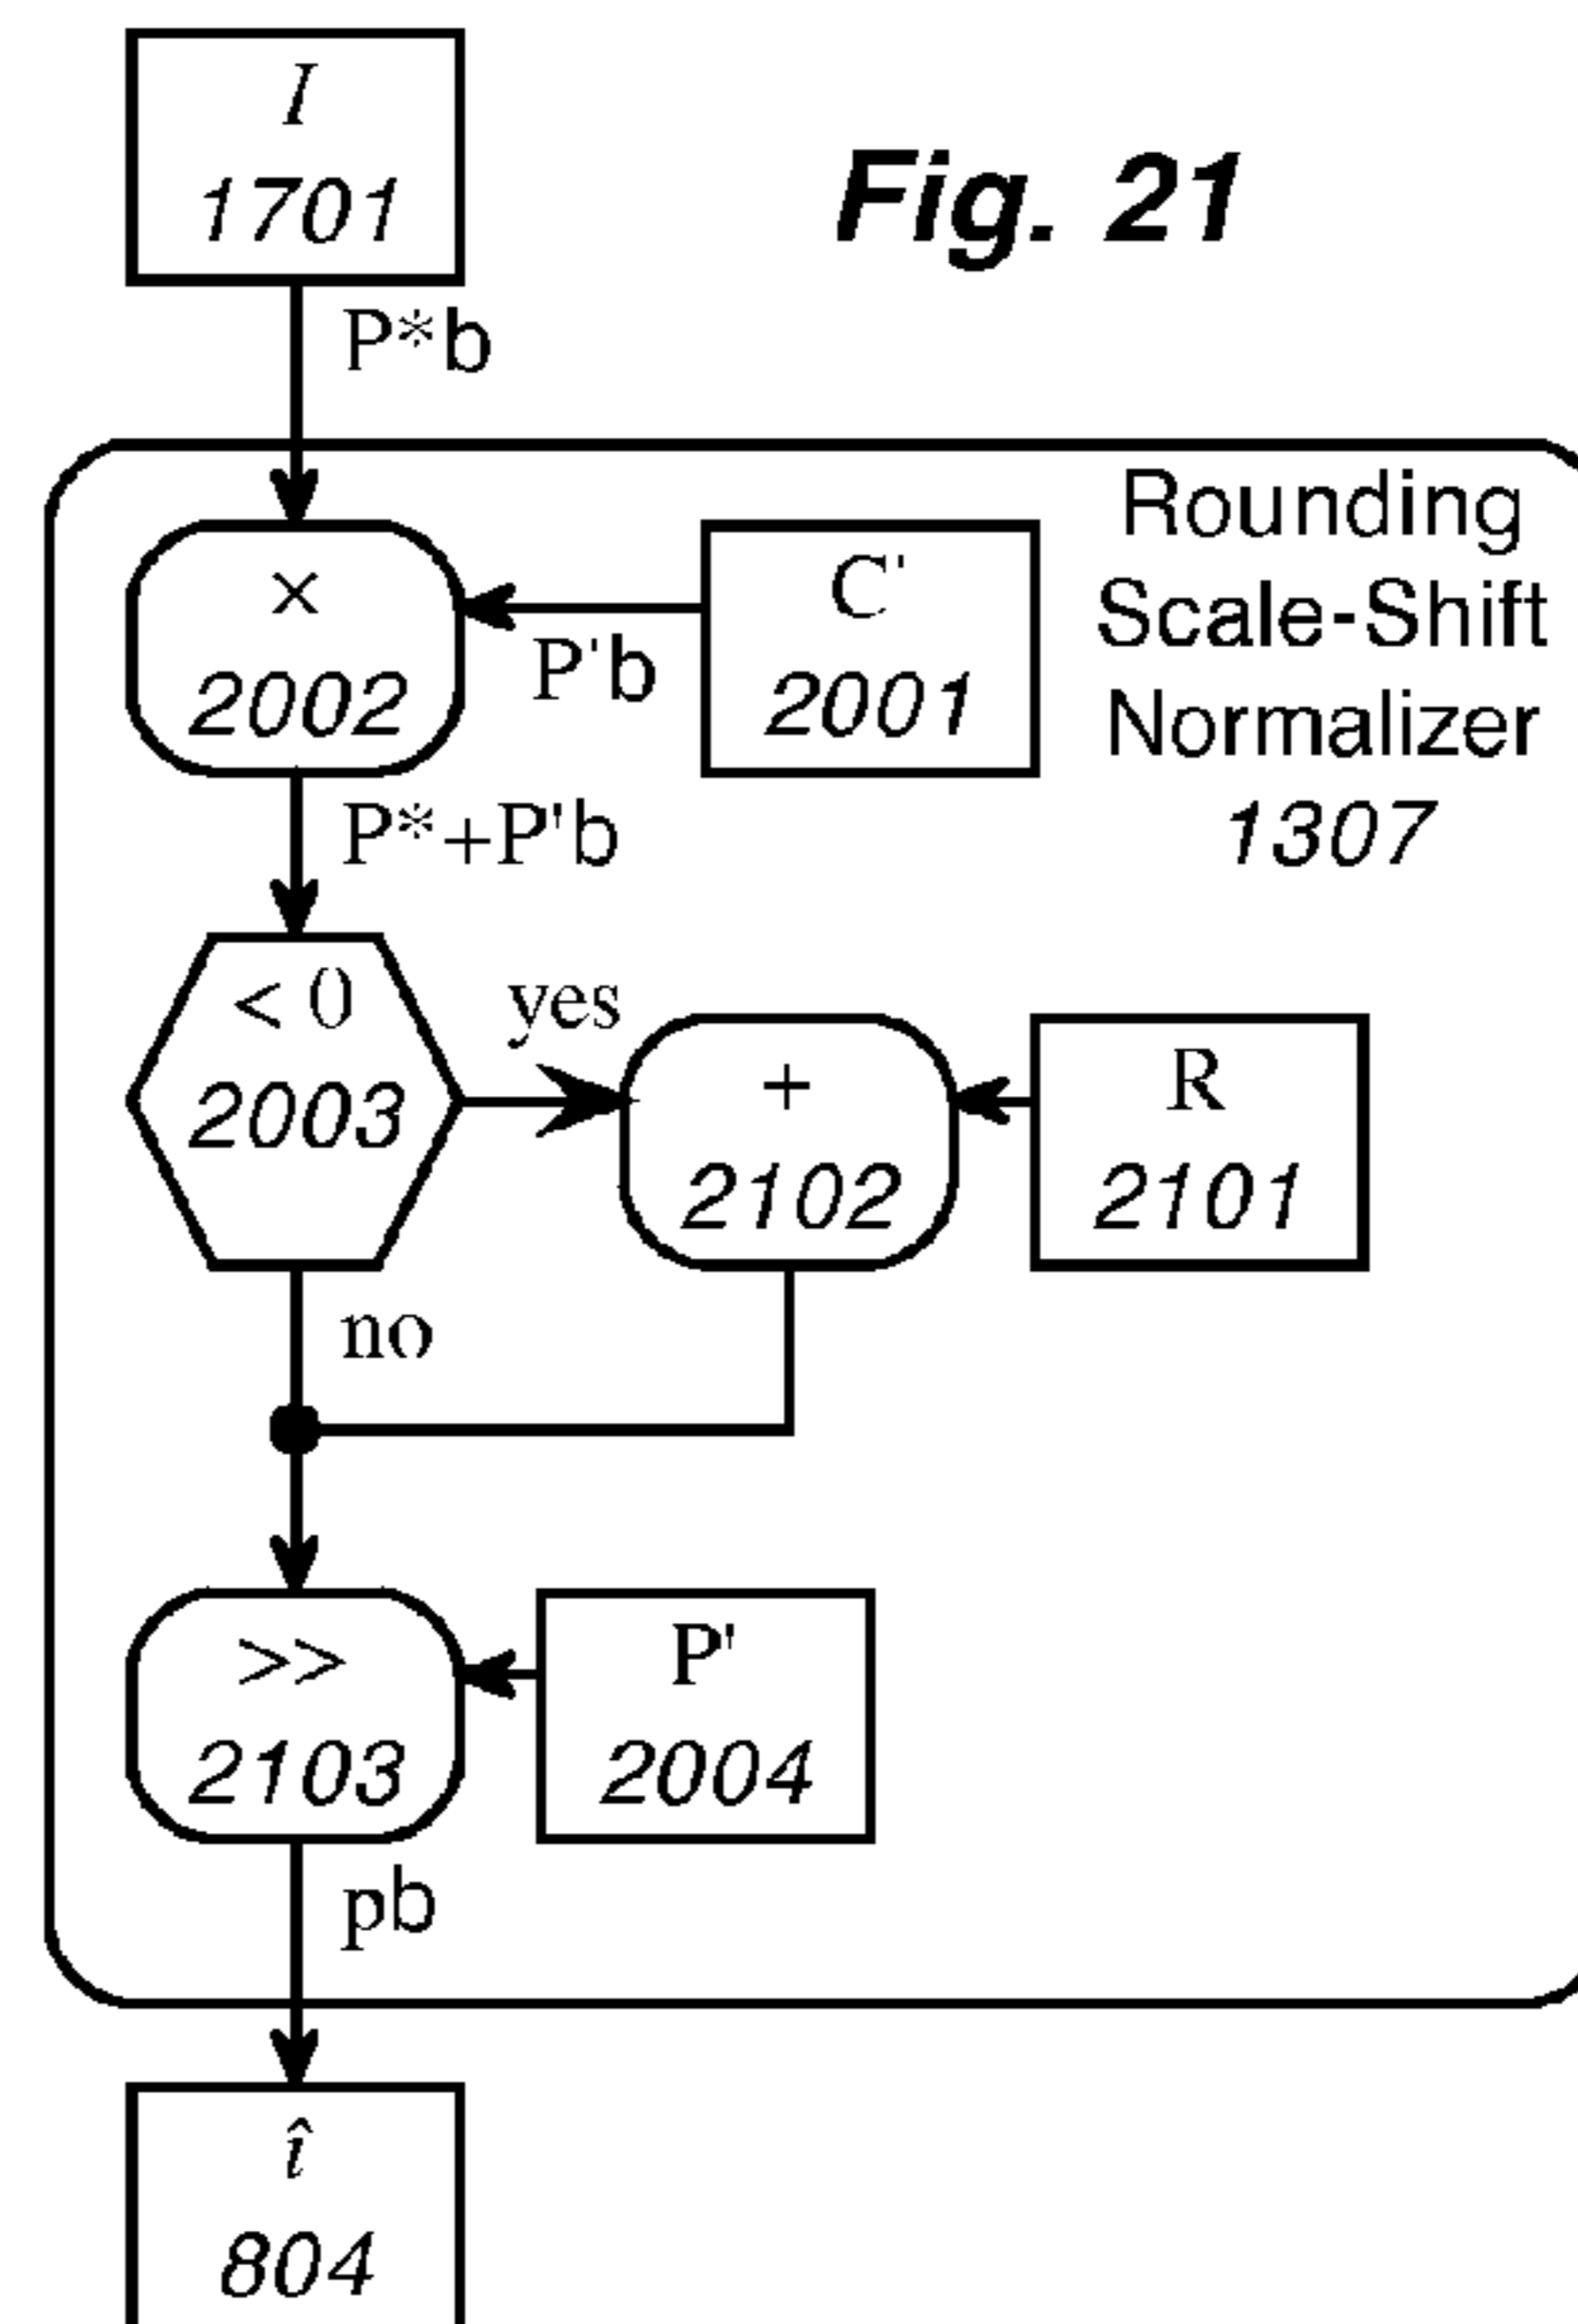 I
1701
Fig. 21
P*b
Rounding
Scale-Shift
Normalizer
1307
×
2002
P'b
C'
2001
P*+P'b
< 0
2003
yes
+
2102
R
2101
no
>>
2103
P'
2004
pb
î
804